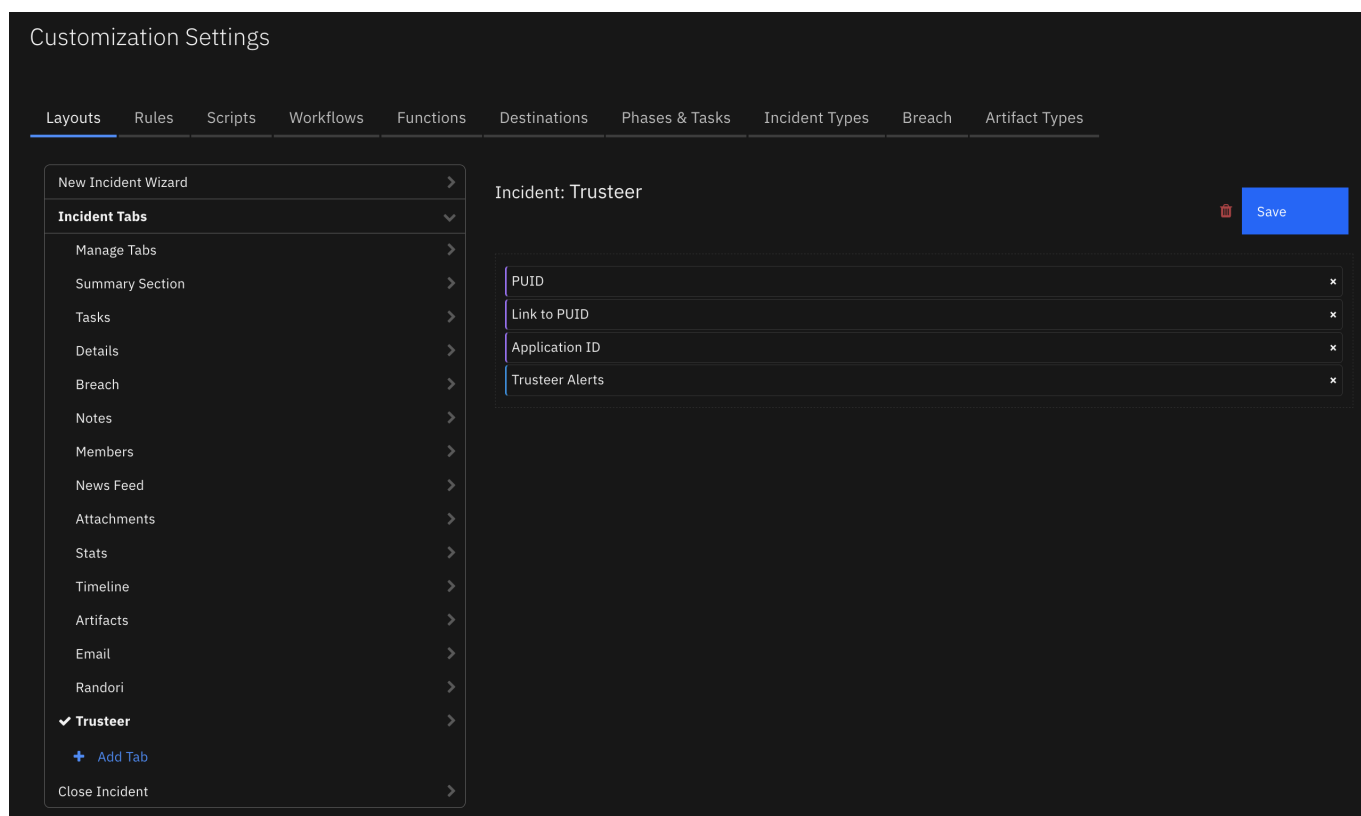 Customization Settings
Layouts Rules Scripts Workflows Functions Destinations Phases & Tasks Incident Types Breach Artifact Types
New Incident Wizard
Incident Tabs
Manage Tabs
Summary Section
Tasks
Details
Breach
Notes
Members
News Feed
Attachments
Stats
Timeline
Artifacts
Email
Randori
Trusteer
Add Tab
Close Incident
Incident: Trusteer
Save
PUID
Link to PUID
Application ID
Trusteer Alerts